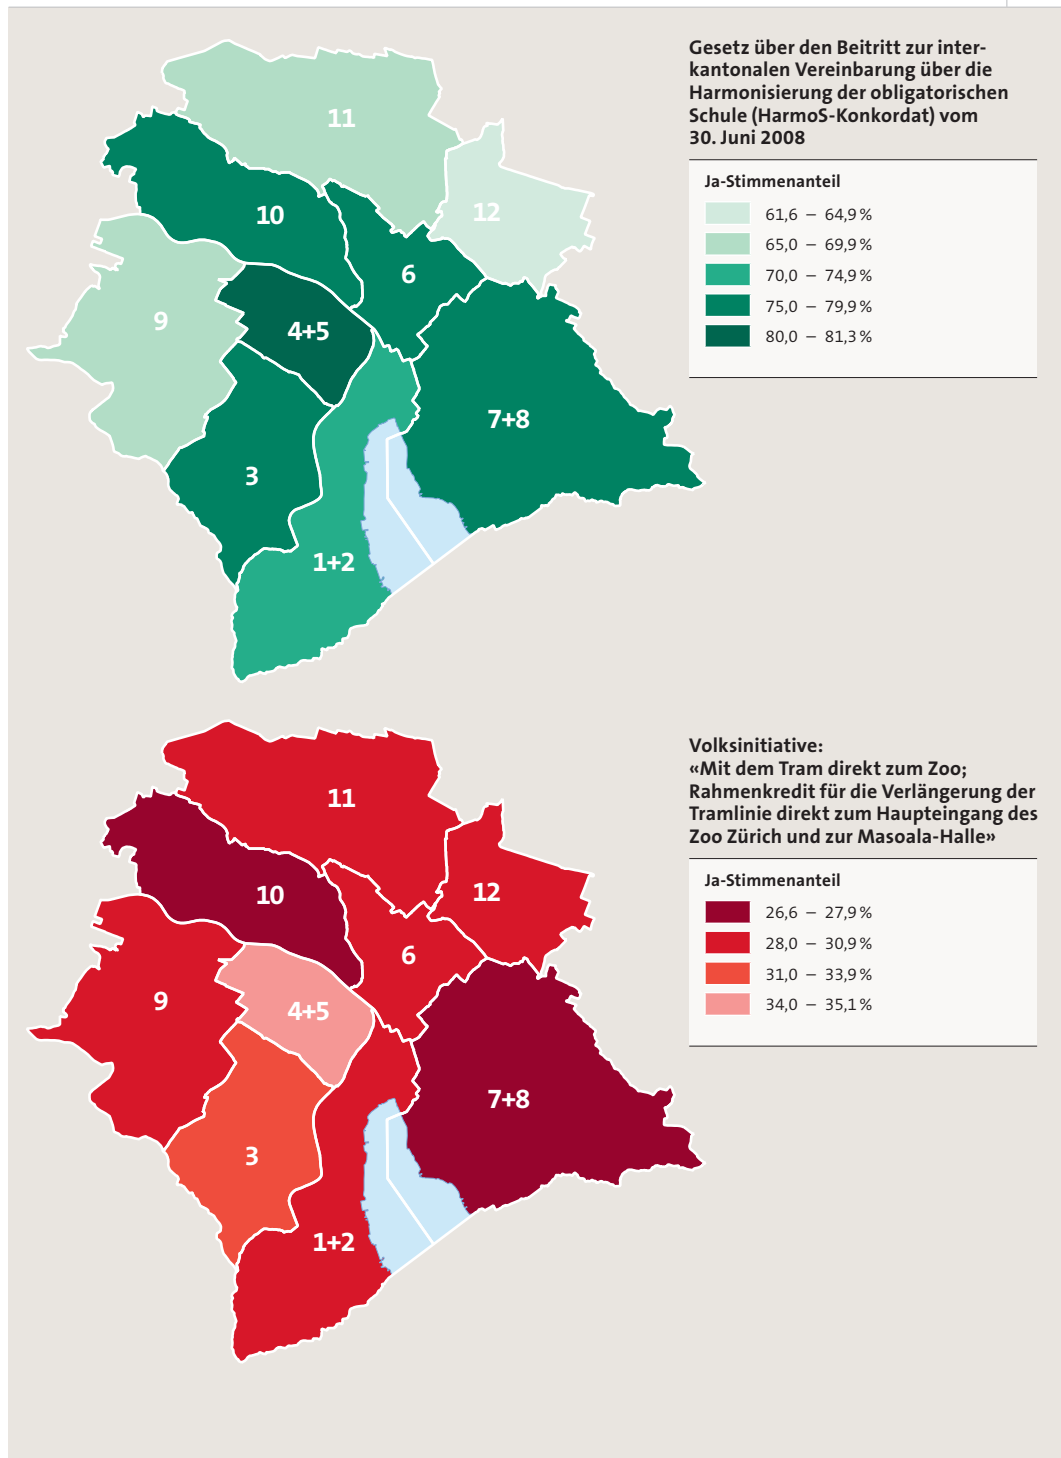 Gesetz über den Beitritt zur inter-
kantonalen Vereinbarung über die
Harmonisierung der obligatorischen
Schule (HarmoS-Konkordat) vom
30. Juni 2008
Ja-Stimmenanteil
61,6 – 64,9 %
65,0 – 69,9 %
70,0 – 74,9 %
75,0 – 79,9 %
80,0 – 81,3 %
11
12
10
6
9
4+5
7+8
3
1+2
Volksinitiative:
«Mit dem Tram direkt zum Zoo;
Rahmenkredit für die Verlängerung der
Tramlinie direkt zum Haupteingang des
Zoo Zürich und zur Masoala-Halle»
Ja-Stimmenanteil
26,6 – 27,9 %
28,0 – 30,9 %
31,0 – 33,9 %
34,0 – 35,1 %
11
12
10
6
9
4+5
7+8
3
1+2